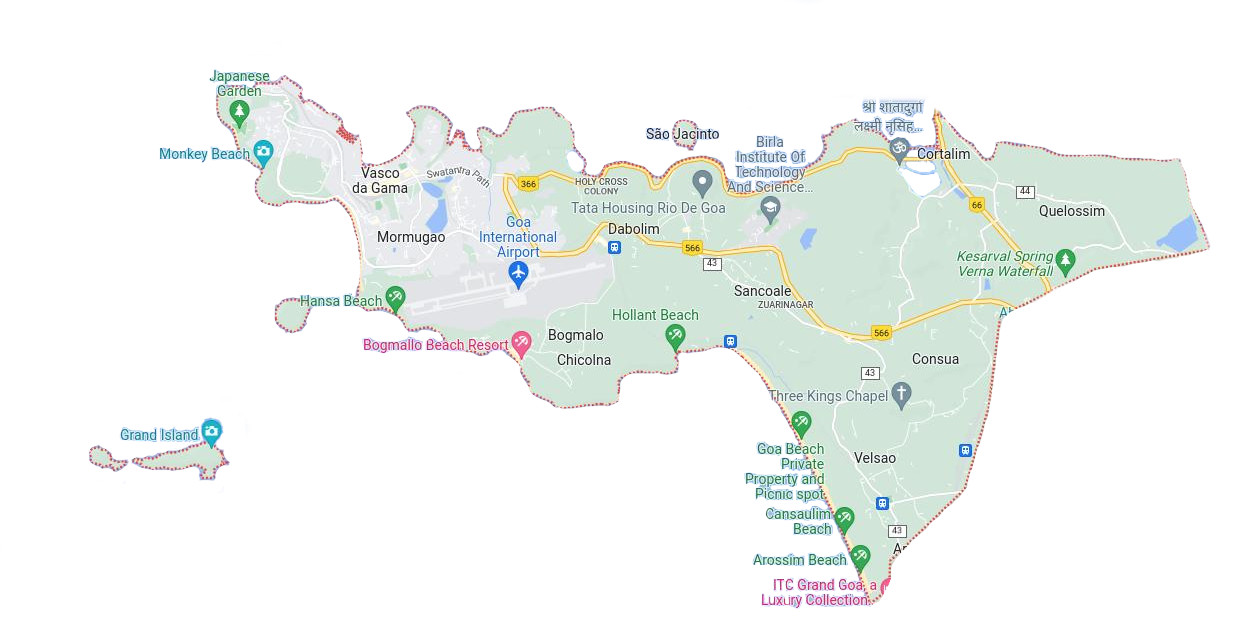 Japanese
Garden
Monkey Beach
Vasco
da Gama
Swatantra Path
Mormugao
366
Goa
International
Airport
HOLY CROSS
COLONY
São Jacinto
Tata Housing Rio De Goa
Dabolim
566
43
Birla
Institute Of
Technology
And Science...
श्री शांतादुर्गा
लक्ष्मी नृसिंह...
Cortalim
66
44
Quelossim
Kesarval Spring
Verna Waterfall
Sancoale
ZUARINAGAR
566
Hansa Beach
Bogmallo Beach Resort
Bogmalo
Chicolna
Hollant Beach
Consua
43
Three Kings Chapel
Grand Island
Goa Beach
Private
Property and
Picnic spot
Velsao
Cansaulim
Beach
43
Arossim Beach
ITC Grand Goa, a
Luxury Collection